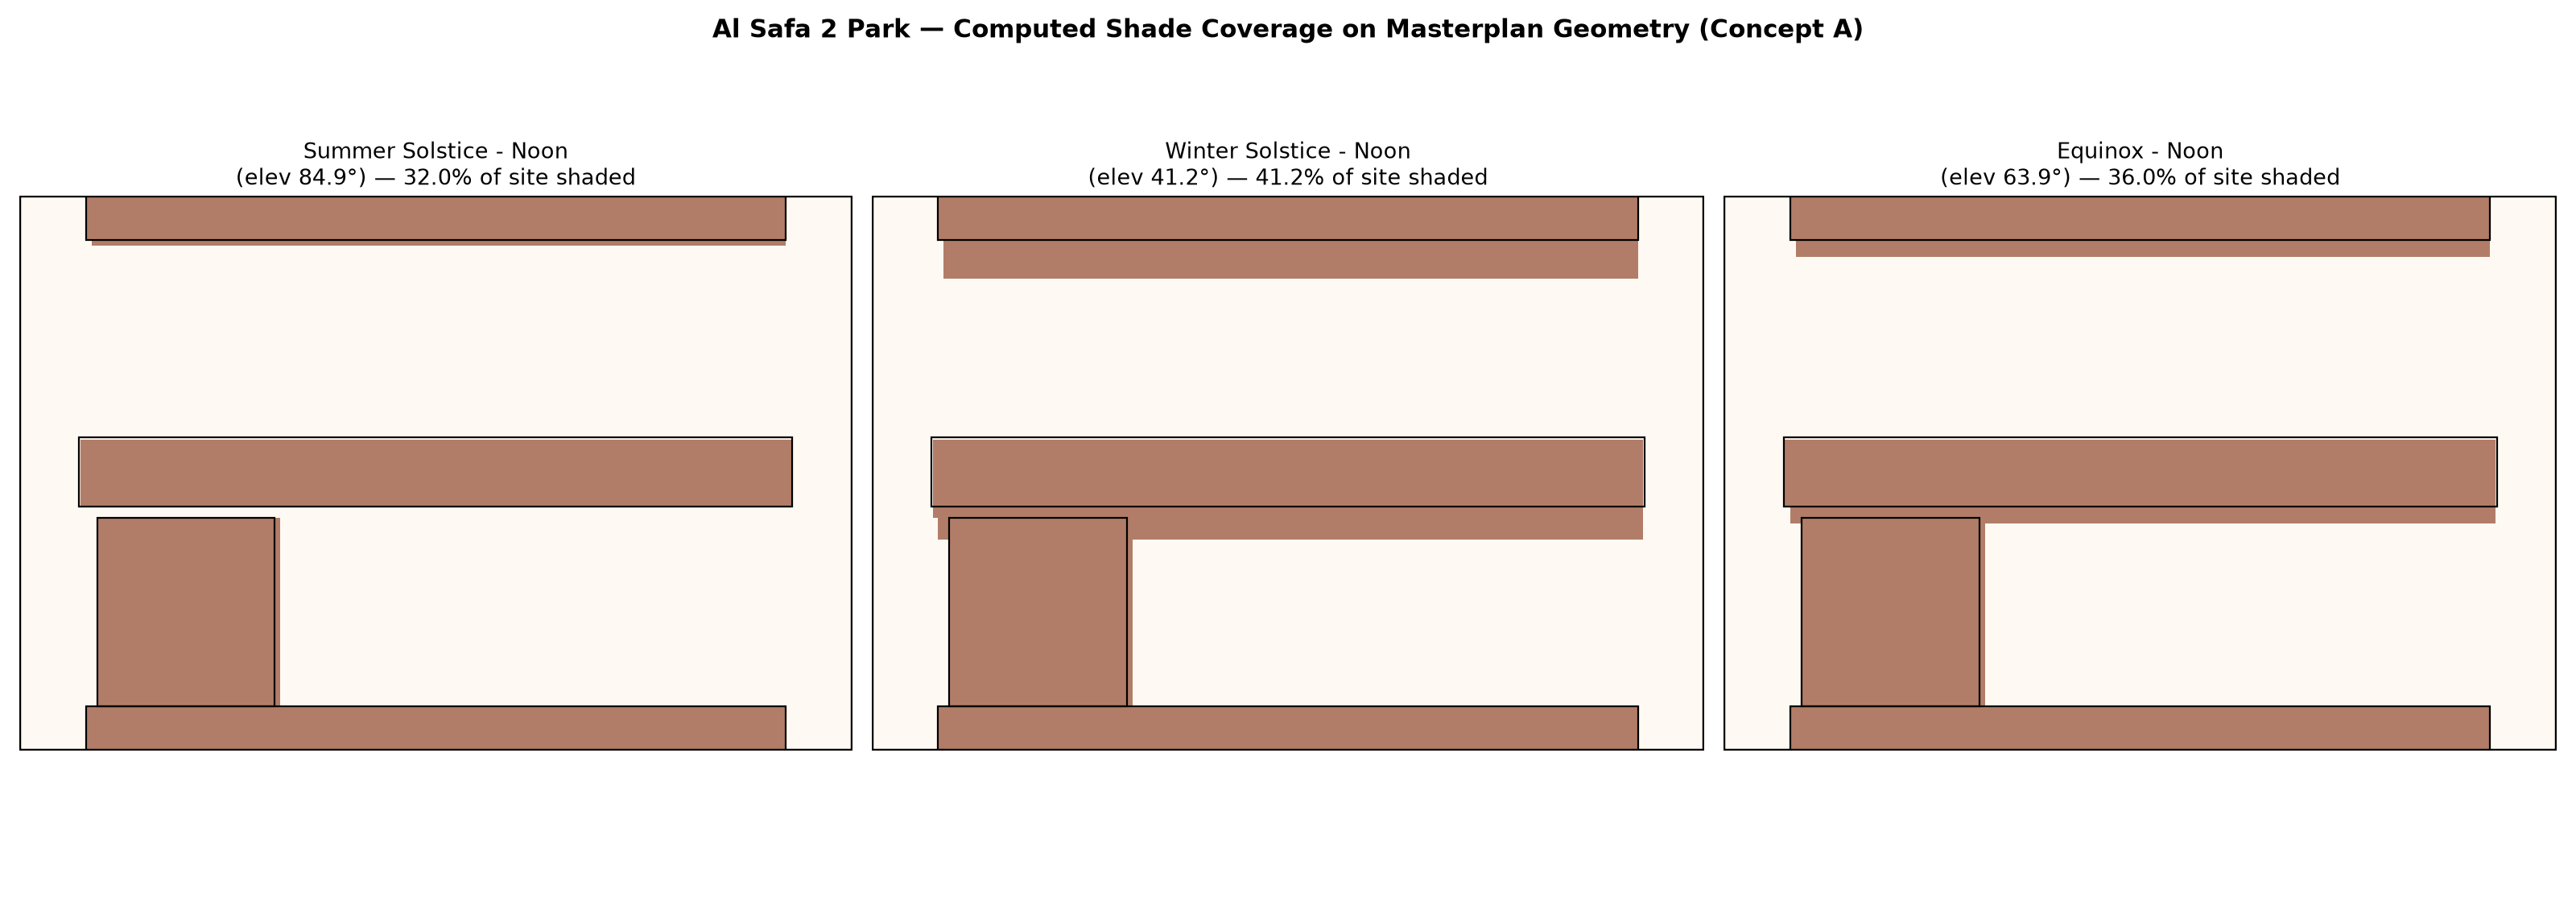 Al Safa 2 Park — Computed Shade Coverage on Masterplan Geometry (Concept A)
Summer Solstice - Noon
(elev 84.9°) — 32.0% of site shaded
Winter Solstice - Noon
(elev 41.2°) — 41.2% of site shaded
Equinox - Noon
(elev 63.9°) — 36.0% of site shaded